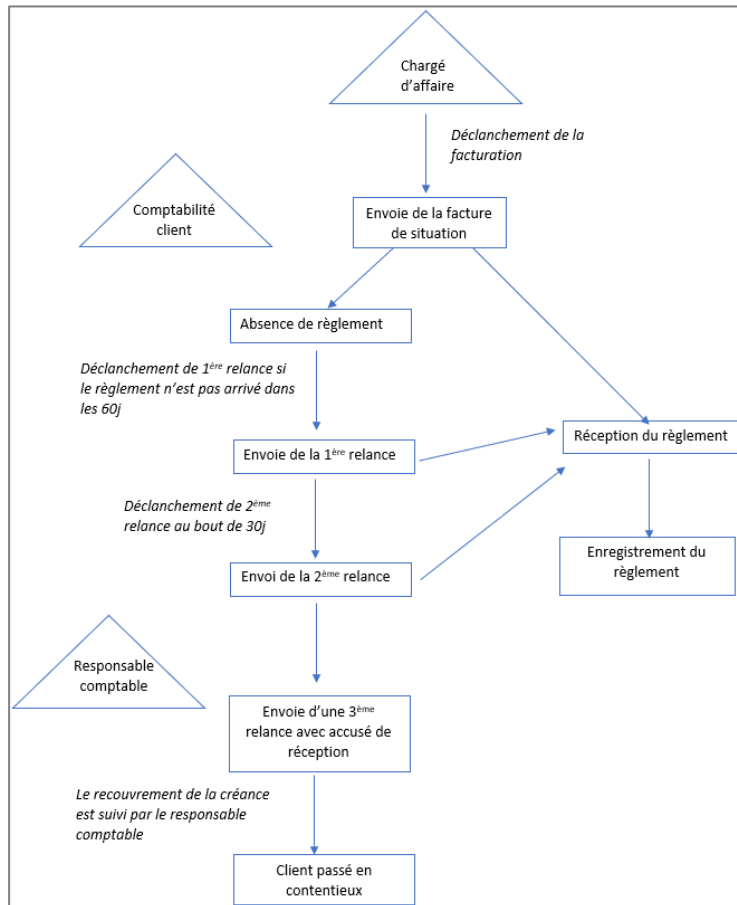 Chargé
d'affaire
Déclanchement de la
facturation
Comptabilité
client
Envoie de la facture
de situation
Absence de règlement
Déclanchement de 1ère relance si
le règlement n'est pas arrivé dans
les 60j
Réception du règlement
Envoie de la 1ère relance
Déclanchement de 2ème
relance au bout de 30j
Enregistrement du
règlement
Envoi de la 2ème relance
Responsable
comptable
Envoie d'une 3ème
relance avec accusé de
réception
Le recouvrement de la créance
est suivi par le responsable
comptable
Client passé en
contentieux